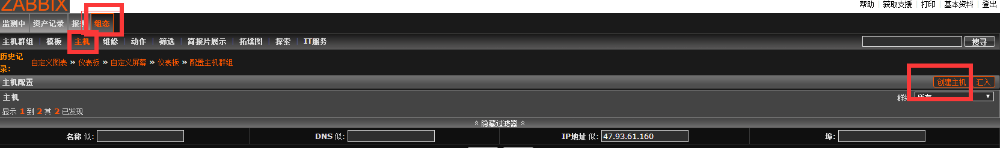 ZABBIX
帮助 获取支援 打印 基本资料 登出
监测中 资产记录 报表 组态
主机群组 模板 主机 维修 动作 筛选 简报片展示 拓墣图 探索 IT服务 搜寻
历史记录: 自定义图表 » 仪表板 » 自定义屏幕 » 仪表板 » 配置主机群组
主机配置 创建主机 汇入
主机 群组 所有
显示 1 到 2 其 2 已发现
隐藏过滤器
名称 似: DNS 似: IP地址 似: 47.93.61.160 埠: